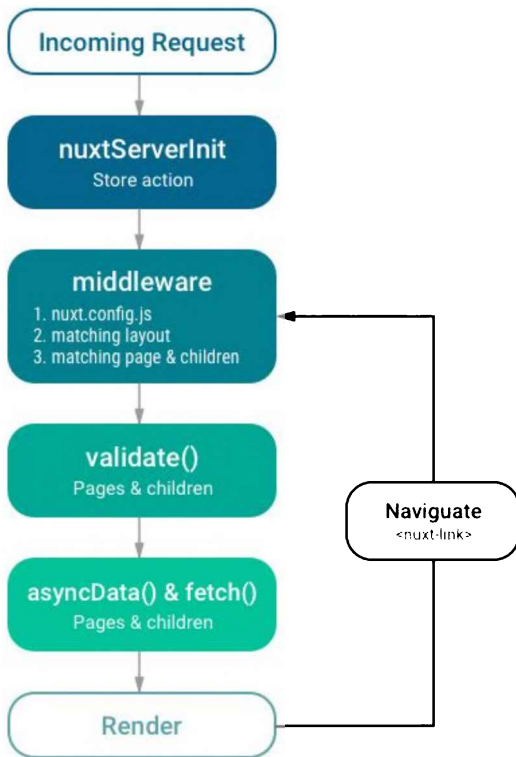 Incoming Request
nuxtServerInit
Store action
middleware
1. nuxt.config.js
2. matching layout
3. matching page & children
validate()
Pages & children
Naviguate
<nuxt-link>
asyncData() & fetch()
Pages & children
Render